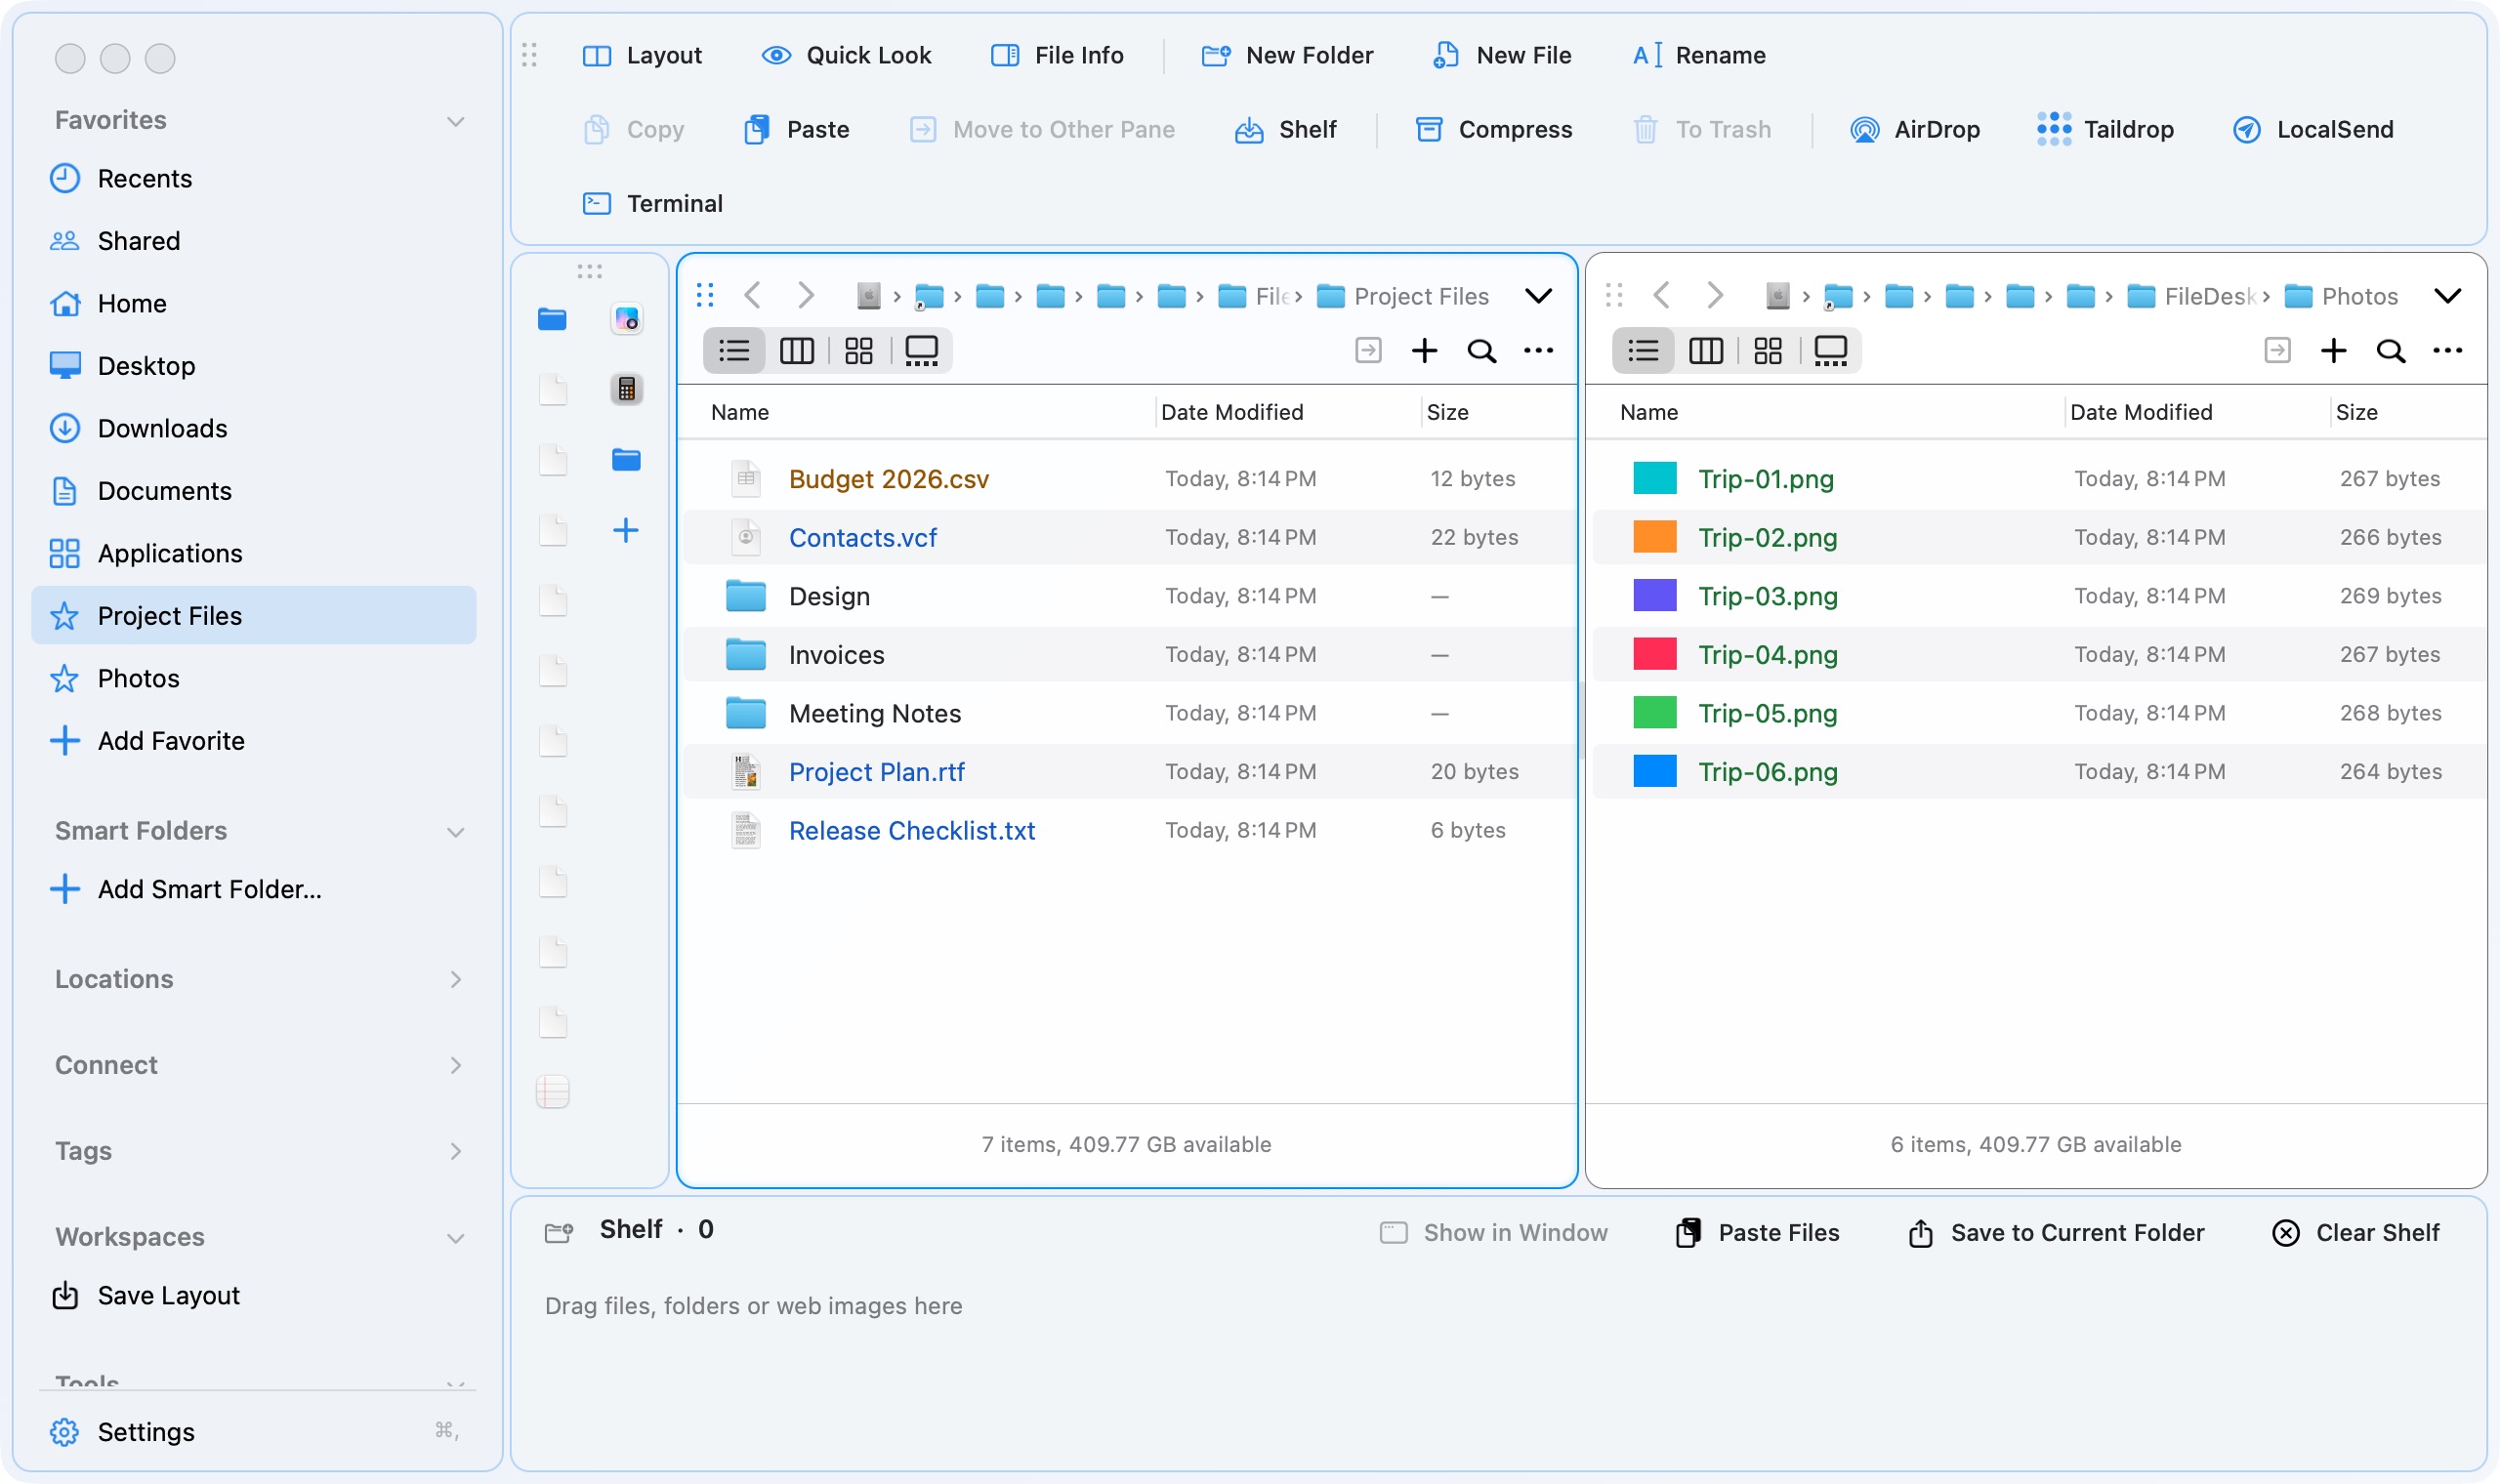 Favorites
Recents
Shared
Home
Desktop
Downloads
Documents
Applications
Project Files
Photos
Add Favorite
Smart Folders
Add Smart Folder...
Locations
Connect
Tags
Workspaces
Save Layout
Tools
Settings ⌘,
Layout Quick Look File Info New Folder New File Rename
Copy Paste Move to Other Pane Shelf Compress To Trash AirDrop Taildrop LocalSend
Terminal
File Project Files
Name Date Modified Size
Budget 2026.csv Today, 8:14 PM 12 bytes
Contacts.vcf Today, 8:14 PM 22 bytes
Design Today, 8:14 PM —
Invoices Today, 8:14 PM —
Meeting Notes Today, 8:14 PM —
Project Plan.rtf Today, 8:14 PM 20 bytes
Release Checklist.txt Today, 8:14 PM 6 bytes
7 items, 409.77 GB available
FileDesk Photos
Name Date Modified Size
Trip-01.png Today, 8:14 PM 267 bytes
Trip-02.png Today, 8:14 PM 266 bytes
Trip-03.png Today, 8:14 PM 269 bytes
Trip-04.png Today, 8:14 PM 267 bytes
Trip-05.png Today, 8:14 PM 268 bytes
Trip-06.png Today, 8:14 PM 264 bytes
6 items, 409.77 GB available
Shelf · 0 Show in Window Paste Files Save to Current Folder Clear Shelf
Drag files, folders or web images here